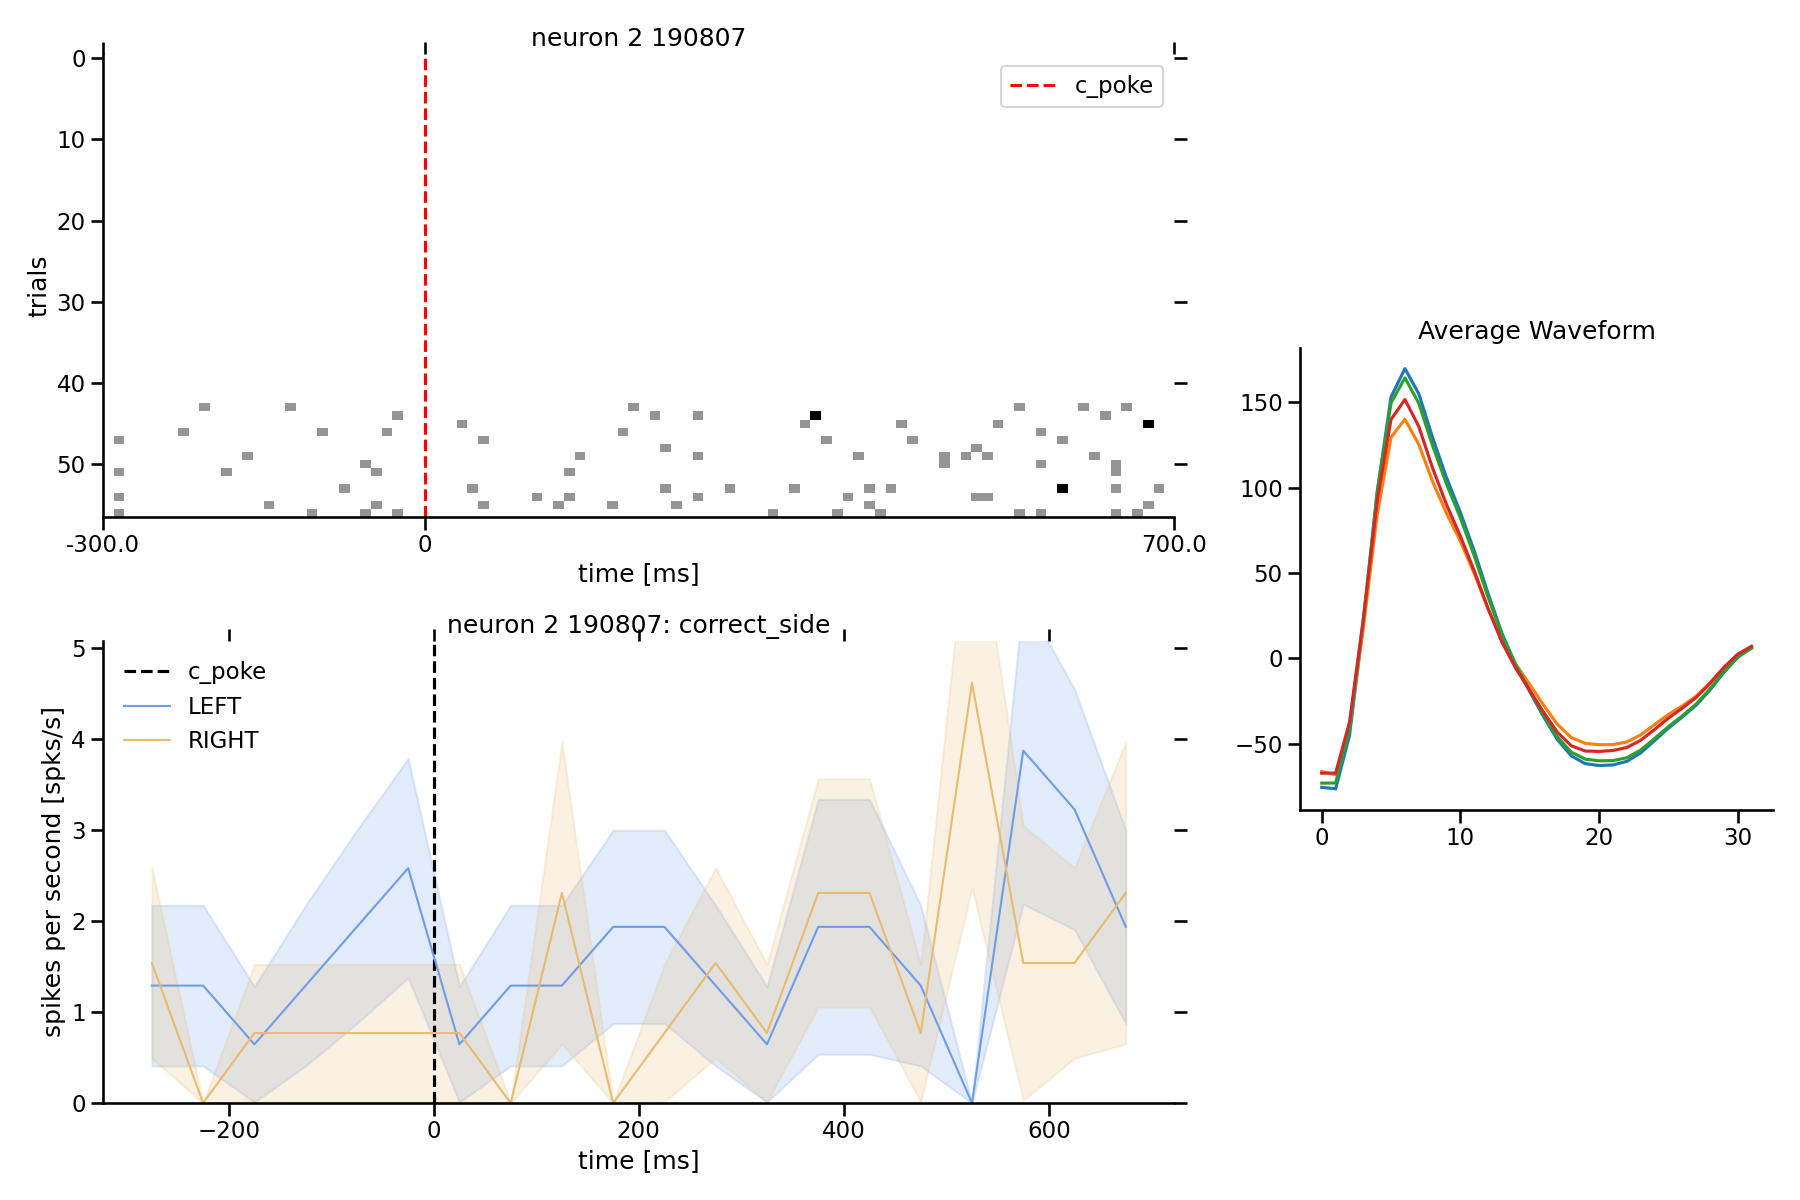 neuron 2 190807
c_poke
0
10
20
30
40
50
trials
-300.0 0 700.0
time [ms]
neuron 2 190807: correct_side
c_poke
LEFT
RIGHT
5
4
3
2
1
0
spikes per second [spks/s]
−200 0 200 400 600
time [ms]
Average Waveform
150
100
50
0
−50
0 10 20 30